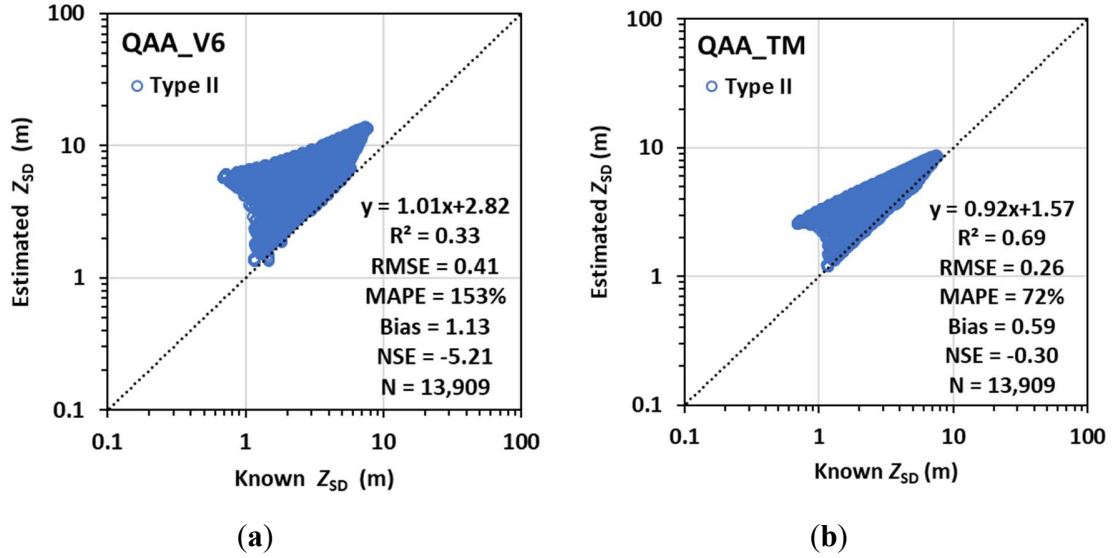 QAA_V6
Type II
100
10
1
0.1
Estimated ZSD (m)
y = 1.01x+2.82
R² = 0.33
RMSE = 0.41
MAPE = 153%
Bias = 1.13
NSE = -5.21
N = 13,909
0.1 1 10 100
Known ZSD (m)
(a)
QAA_TM
Type II
100
10
1
0.1
Estimated ZSD (m)
y = 0.92x+1.57
R² = 0.69
RMSE = 0.26
MAPE = 72%
Bias = 0.59
NSE = -0.30
N = 13,909
0.1 1 10 100
Known ZSD (m)
(b)